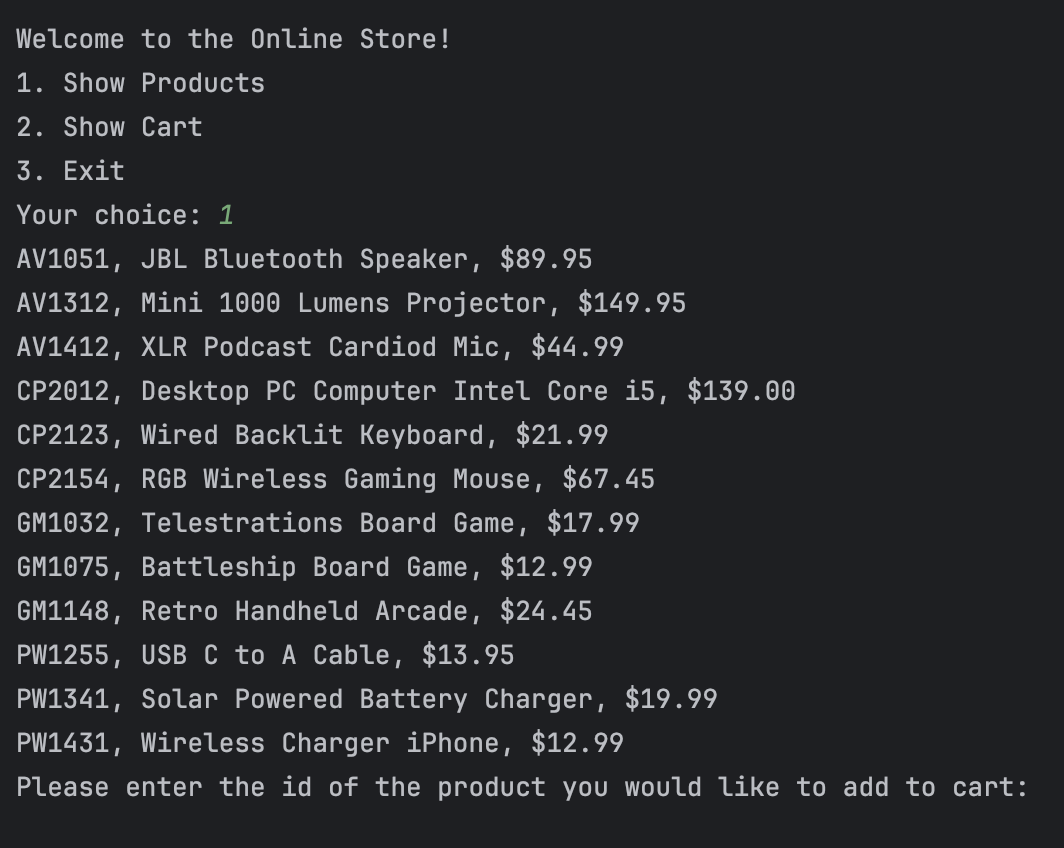 Welcome to the Online Store!
1. Show Products
2. Show Cart
3. Exit
Your choice: 1
AV1051, JBL Bluetooth Speaker, $89.95
AV1312, Mini 1000 Lumens Projector, $149.95
AV1412, XLR Podcast Cardiod Mic, $44.99
CP2012, Desktop PC Computer Intel Core i5, $139.00
CP2123, Wired Backlit Keyboard, $21.99
CP2154, RGB Wireless Gaming Mouse, $67.45
GM1032, Telestrations Board Game, $17.99
GM1075, Battleship Board Game, $12.99
GM1148, Retro Handheld Arcade, $24.45
PW1255, USB C to A Cable, $13.95
PW1341, Solar Powered Battery Charger, $19.99
PW1431, Wireless Charger iPhone, $12.99
Please enter the id of the product you would like to add to cart: